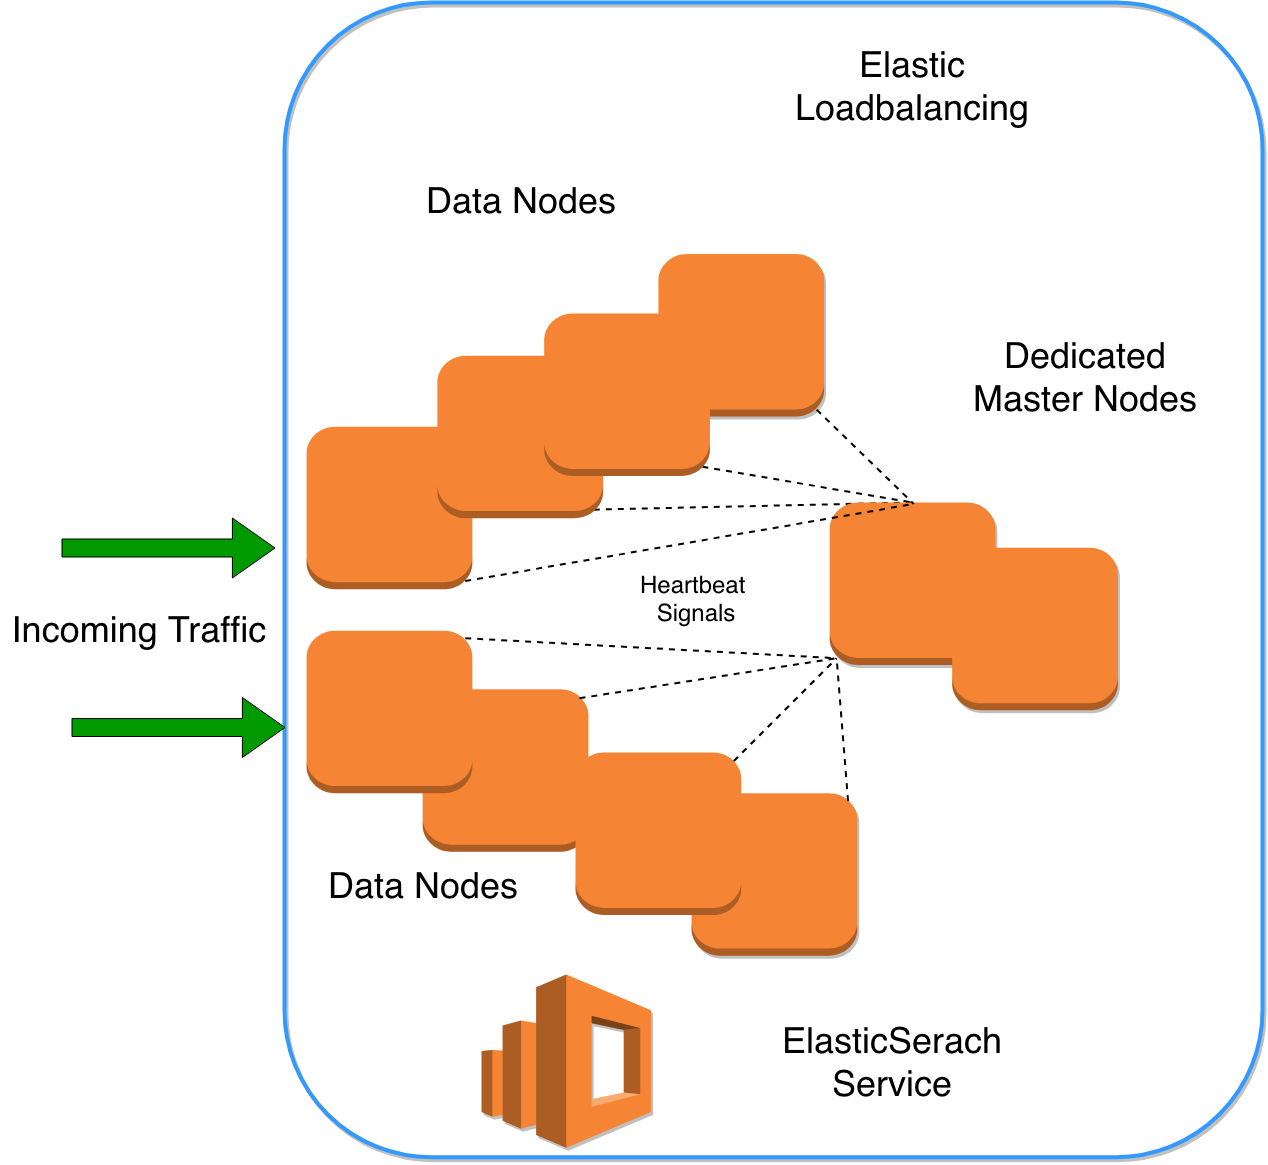 Elastic
Loadbalancing
Data Nodes
Dedicated
Master Nodes
Heartbeat
Signals
Incoming Traffic
Data Nodes
ElasticSerach
Service